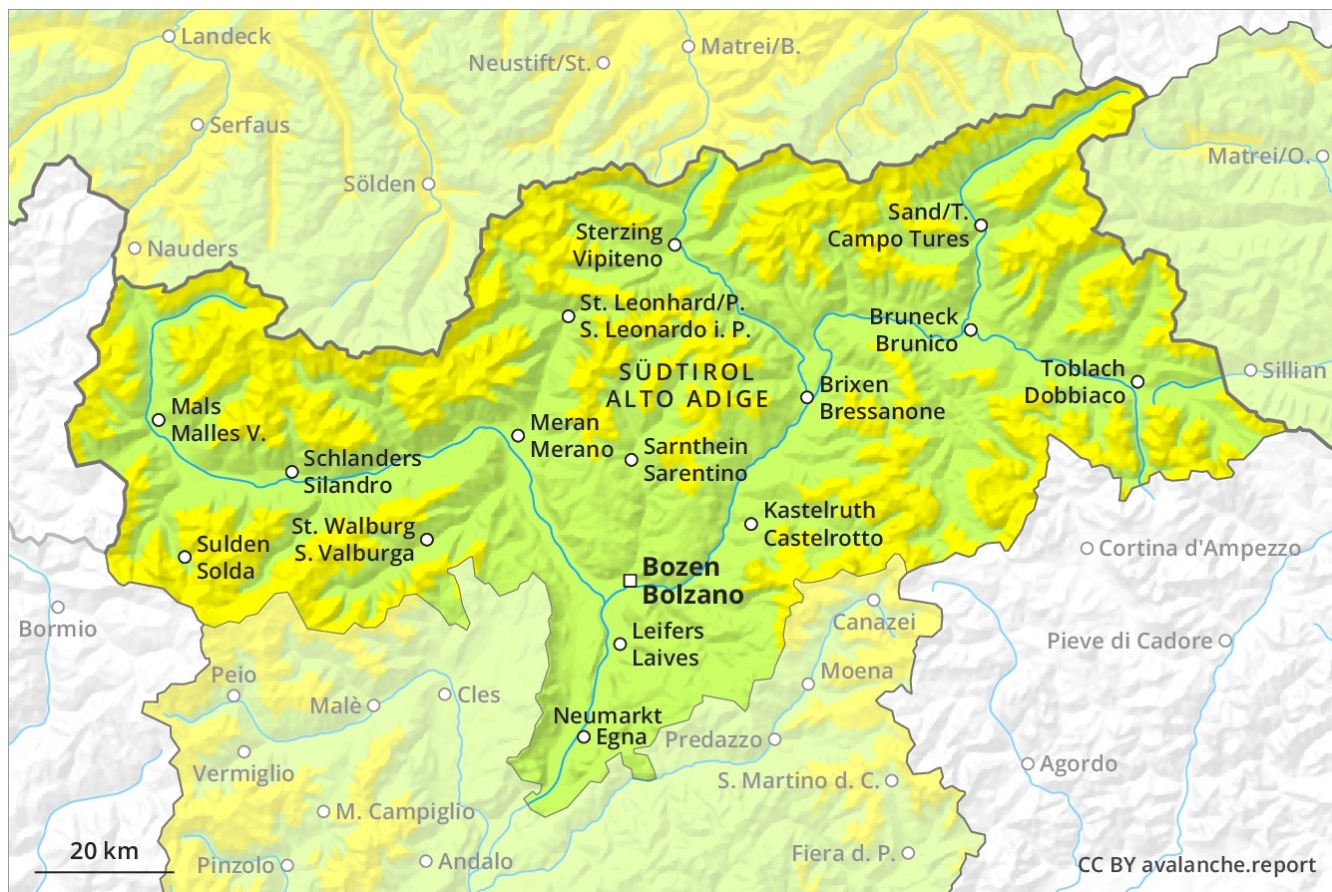 Landeck
Matrei/B.
Neustift/St.
Serfaus
Matrei/O.
Sölden
Sand/T.
Campo Tures
Sterzing
Vipiteno
Nauders
St. Leonhard/P.
S. Leonardo i. P.
Bruneck
Brunico
SÜDTIROL
ALTO ADIGE
Toblach
Dobbiaco
Sillian
Brixen
Bressanone
Mals
Malles V.
Meran
Merano
Sarnthein
Sarentino
Schlanders
Silandro
Kastelruth
Castelrotto
St. Walburg
S. Valburga
Sulden
Solda
Cortina d'Ampezzo
Bozen
Bolzano
Bormio
Canazei
Leifers
Laives
Pieve di Cadore
Peio
Moena
Malè
Cles
Neumarkt
Egna
Predazzo
Vermiglio
Agordo
S. Martino d. C.
M. Campiglio
20 km
Pinzolo
Andalo
Fiera d. P.
CC BY avalanche.report